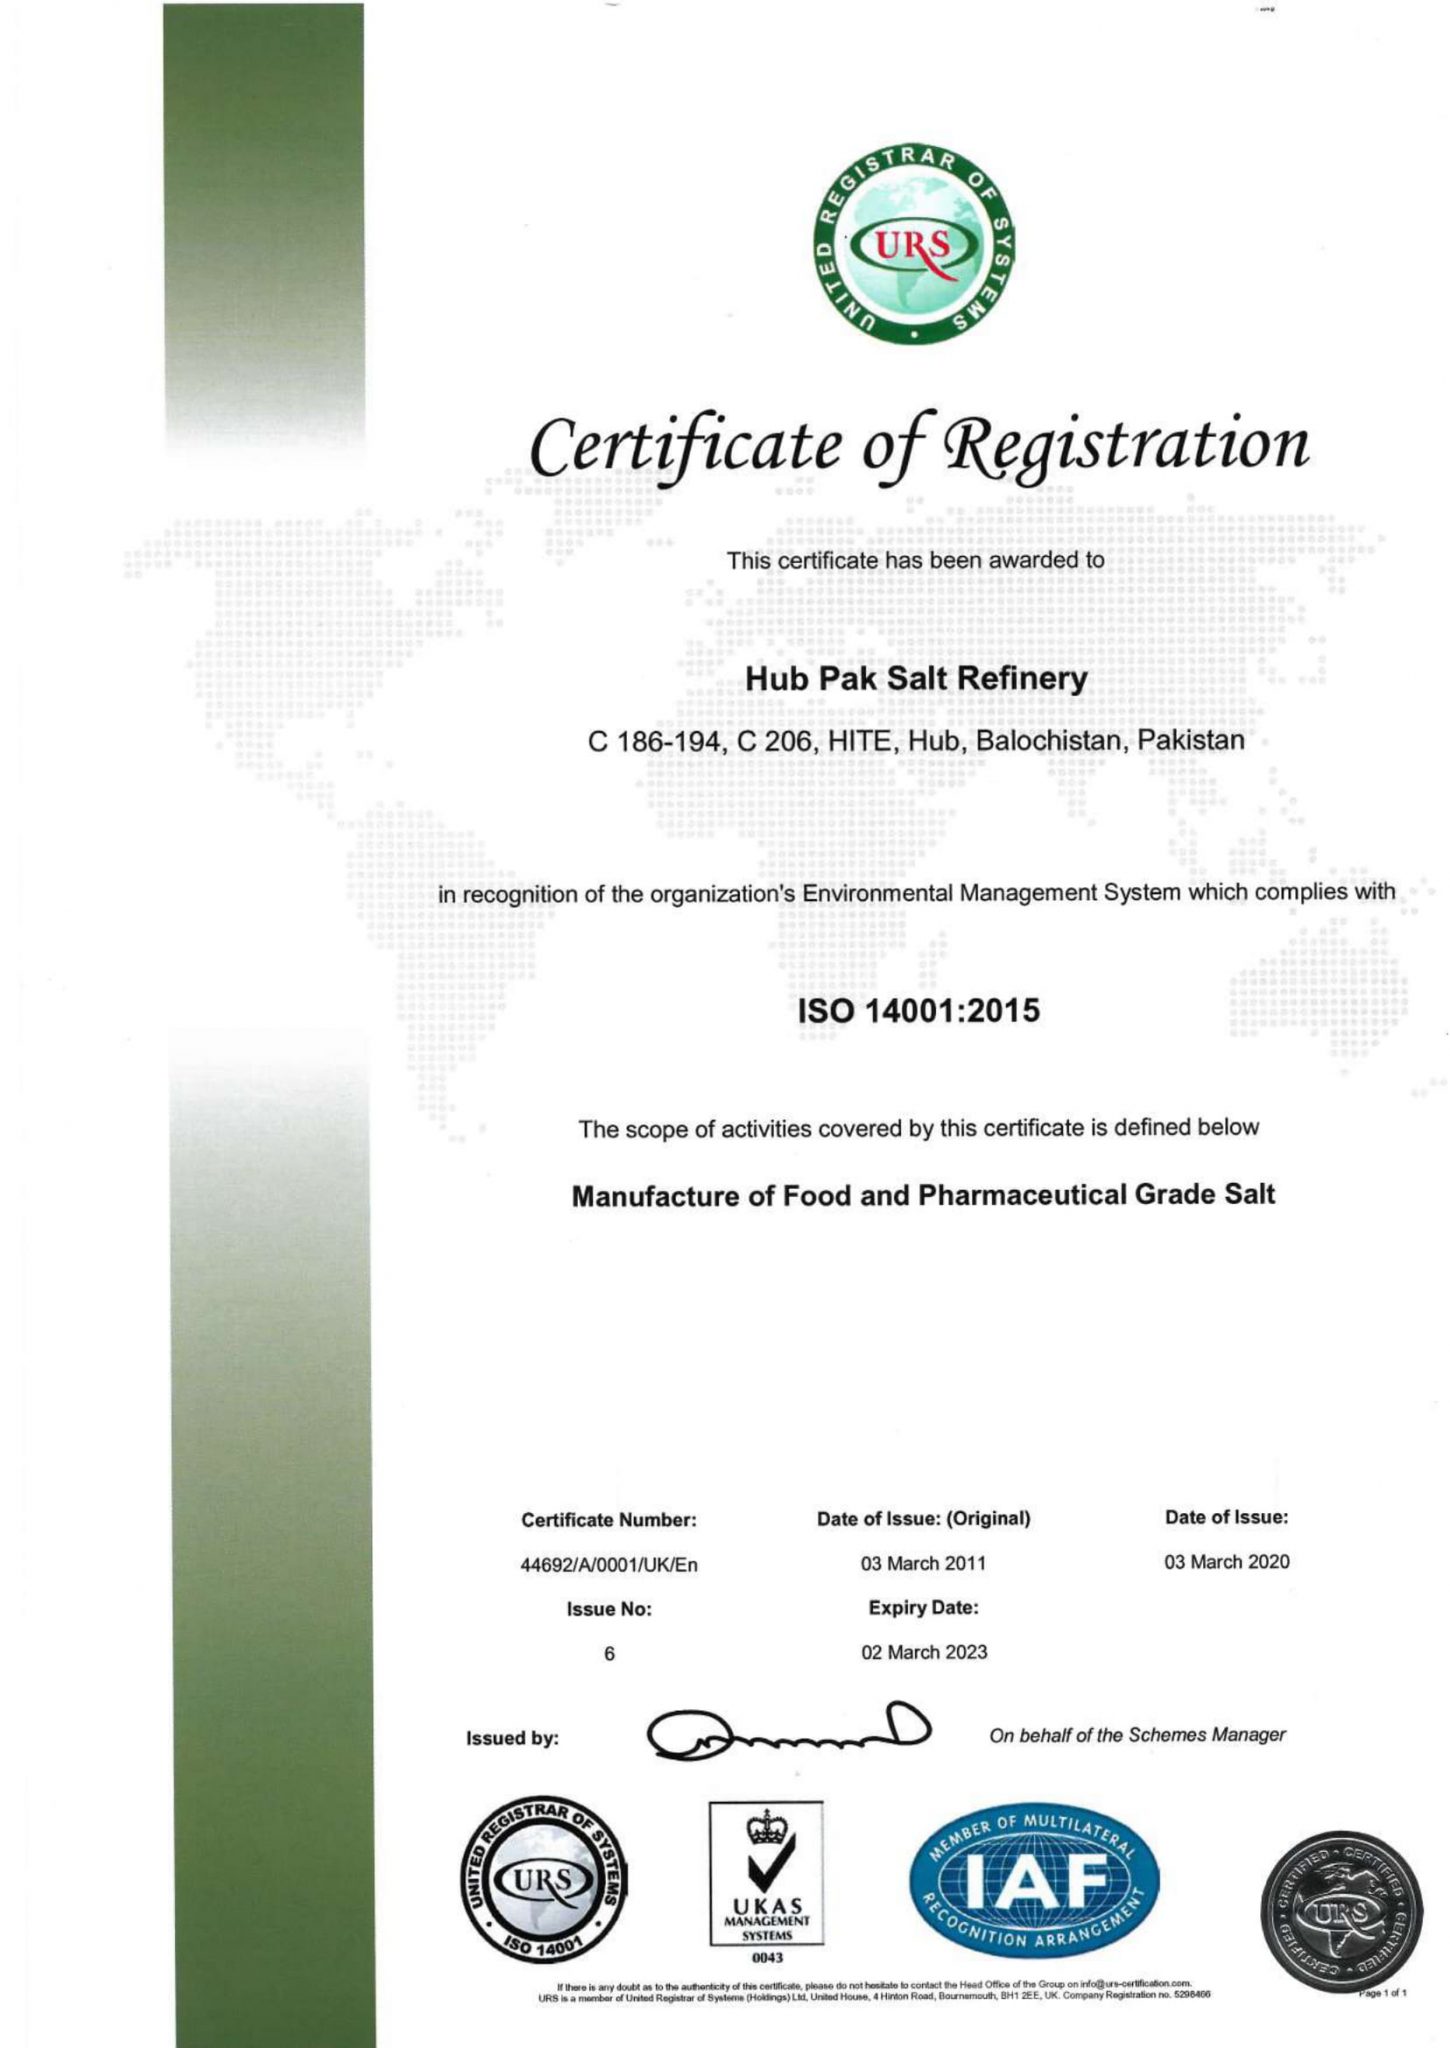 UNITED REGISTRAR OF SYSTEMS
URS
Certificate of Registration
This certificate has been awarded to
Hub Pak Salt Refinery
C 186-194, C 206, HITE, Hub, Balochistan, Pakistan
in recognition of the organization's Environmental Management System which complies with
ISO 14001:2015
The scope of activities covered by this certificate is defined below
Manufacture of Food and Pharmaceutical Grade Salt
Certificate Number: Date of Issue: (Original) Date of Issue:
44692/A/0001/UK/En 03 March 2011 03 March 2020
Issue No: Expiry Date:
6 02 March 2023
Issued by: On behalf of the Schemes Manager
UNITED REGISTRAR OF SYSTEMS
URS
ISO 14001
UKAS
MANAGEMENT
SYSTEMS
0043
MEMBER OF MULTILATERAL
IAF
RECOGNITION ARRANGEMENT
CERTIFIED · CERTIFIED · CERTIFIED · CERTIFIED
URS
If there is any doubt as to the authenticity of this certificate, please do not hesitate to contact the Head Office of the Group on info@urs-certification.com.
URS is a member of United Registrar of Systems (Holdings) Ltd, United House, 4 Hinton Road, Bournemouth, BH1 2EE, UK. Company Registration no. 5298466
Page 1 of 1